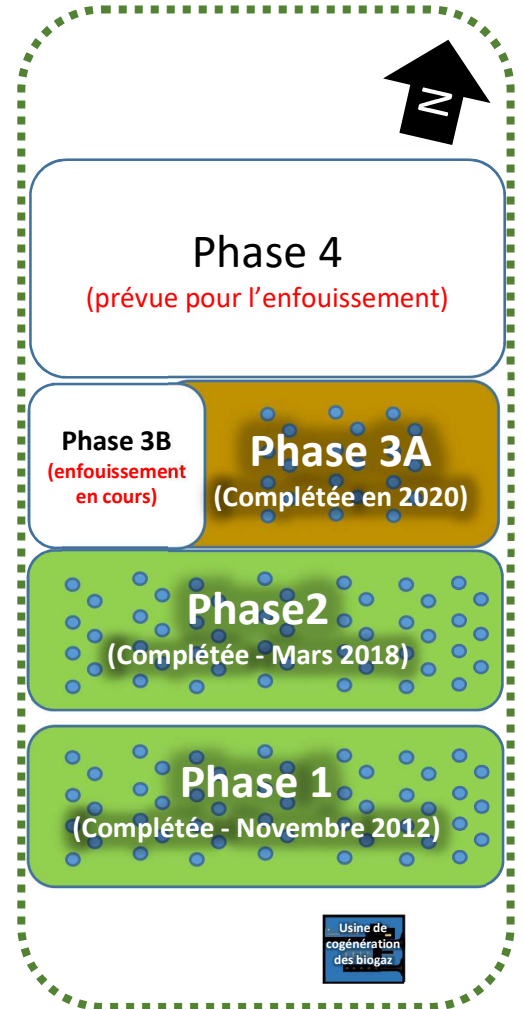 N
Phase 4
(prévue pour l’enfouissement)
Phase 3B
(enfouissement
en cours)
Phase 3A
(Complétée en 2020)
Phase2
(Complétée - Mars 2018)
Phase 1
(Complétée - Novembre 2012)
Usine de
cogénération
des biogaz